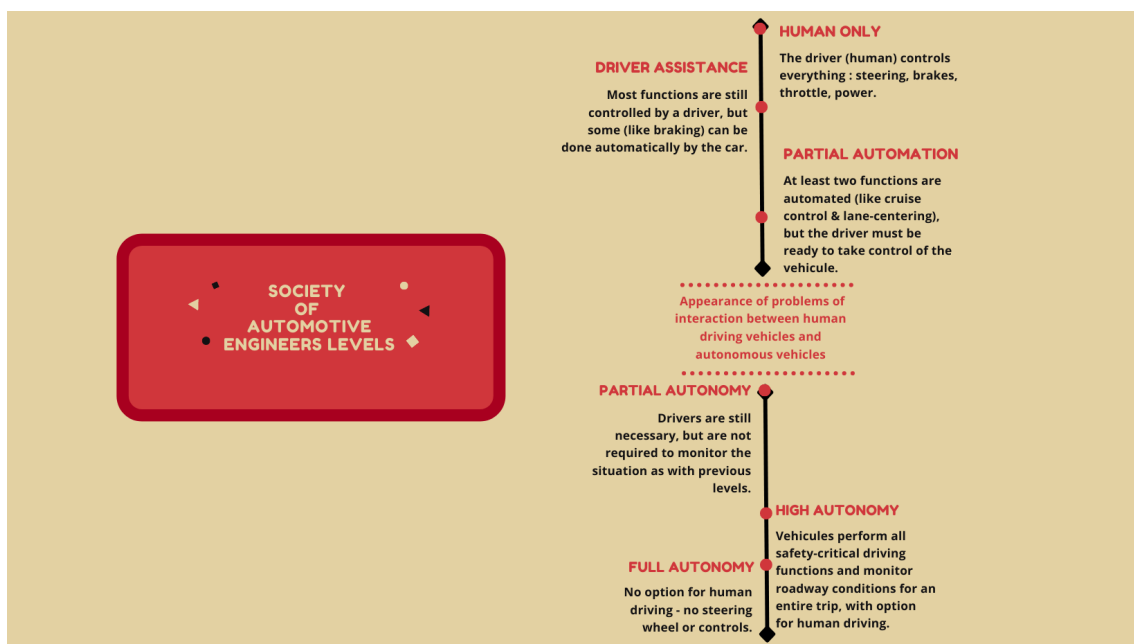 SOCIETY
OF
AUTOMOTIVE
ENGINEERS LEVELS
HUMAN ONLY
The driver (human) controls
everything : steering, brakes,
throttle, power.
DRIVER ASSISTANCE
Most functions are still
controlled by a driver, but
some (like braking) can be
done automatically by the car.
PARTIAL AUTOMATION
At least two functions are
automated (like cruise
control & lane-centering),
but the driver must be
ready to take control of the
vehicule.
Appearance of problems of
interaction between human
driving vehicles and
autonomous vehicles
PARTIAL AUTONOMY
Drivers are still
necessary, but are not
required to monitor the
situation as with previous
levels.
HIGH AUTONOMY
Vehicules perform all
safety-critical driving
functions and monitor
roadway conditions for an
entire trip, with option
for human driving.
FULL AUTONOMY
No option for human
driving - no steering
wheel or controls.